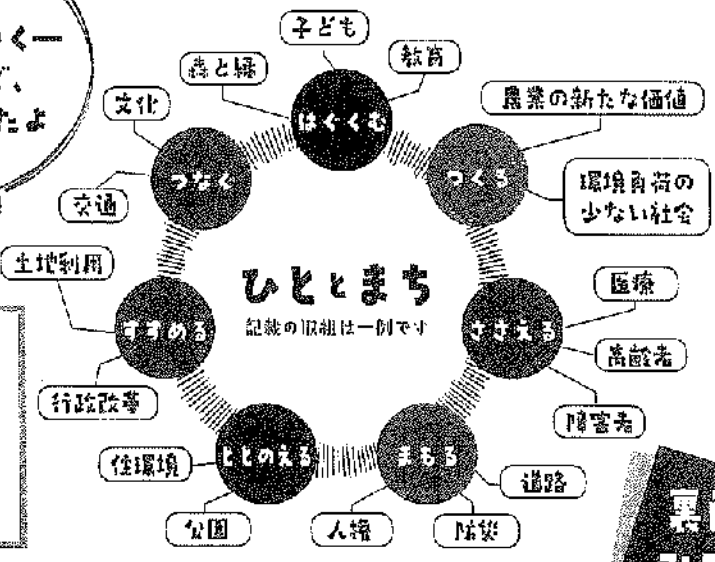 くー
、
たよ
子ども
教育
森と緑
はぐくむ
文化
農業の新たな価値
つなぐ
つくる
環境負荷の
少ない社会
交通
土地利用
ひととまち
記載の取組は一例です
医療
すすめる
ささえる
高齢者
行政改革
障害者
住環境
ととのえる
まもる
道路
公園
人権
防災
裏